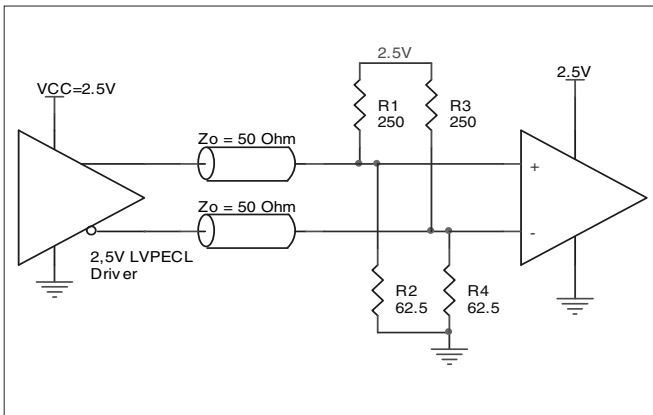 2.5V
2.5V
VCC=2.5V
R1
250
R3
250
Zo = 50 Ohm
+
Zo = 50 Ohm
-
2,5V LVPECL
Driver
R2
62.5
R4
62.5